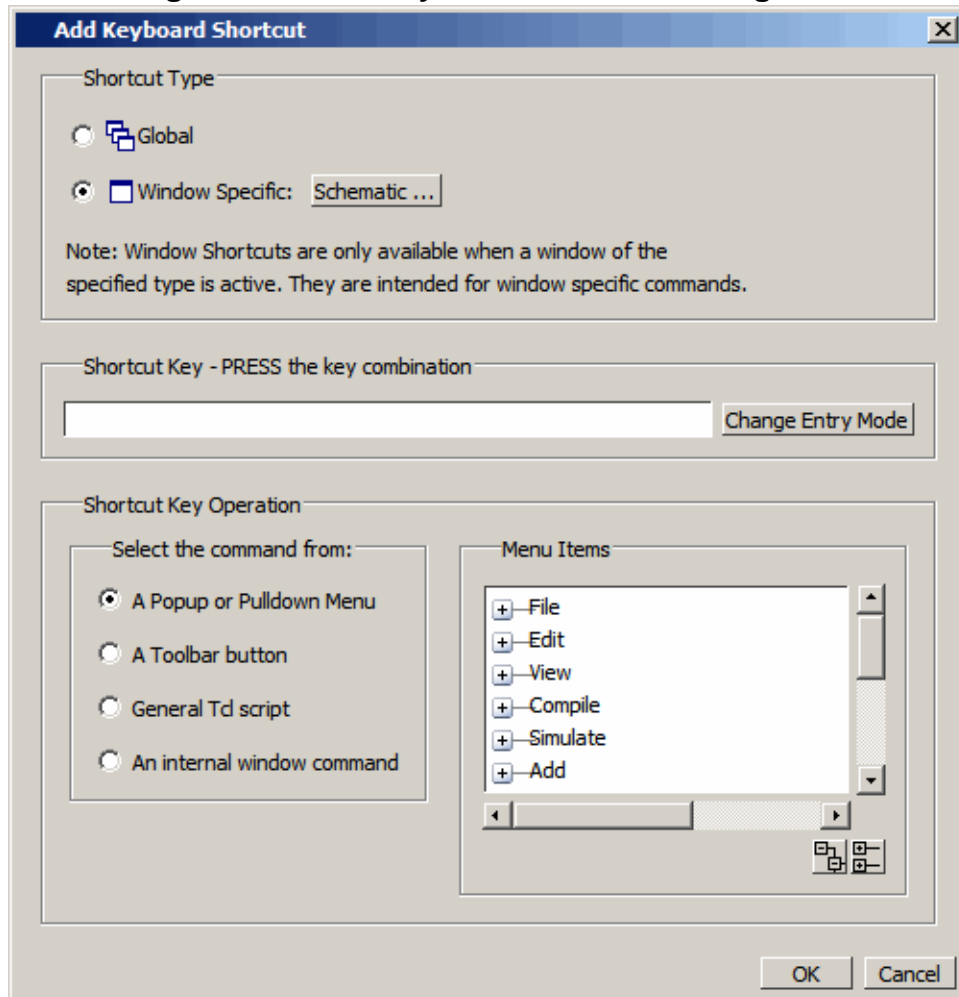 Add Keyboard Shortcut
Shortcut Type
Global
Window Specific: Schematic ...
Note: Window Shortcuts are only available when a window of the
specified type is active. They are intended for window specific commands.
Shortcut Key - PRESS the key combination
Change Entry Mode
Shortcut Key Operation
Select the command from:
A Popup or Pulldown Menu
A Toolbar button
General Tcl script
An internal window command
Menu Items
File
Edit
View
Compile
Simulate
Add
OK Cancel